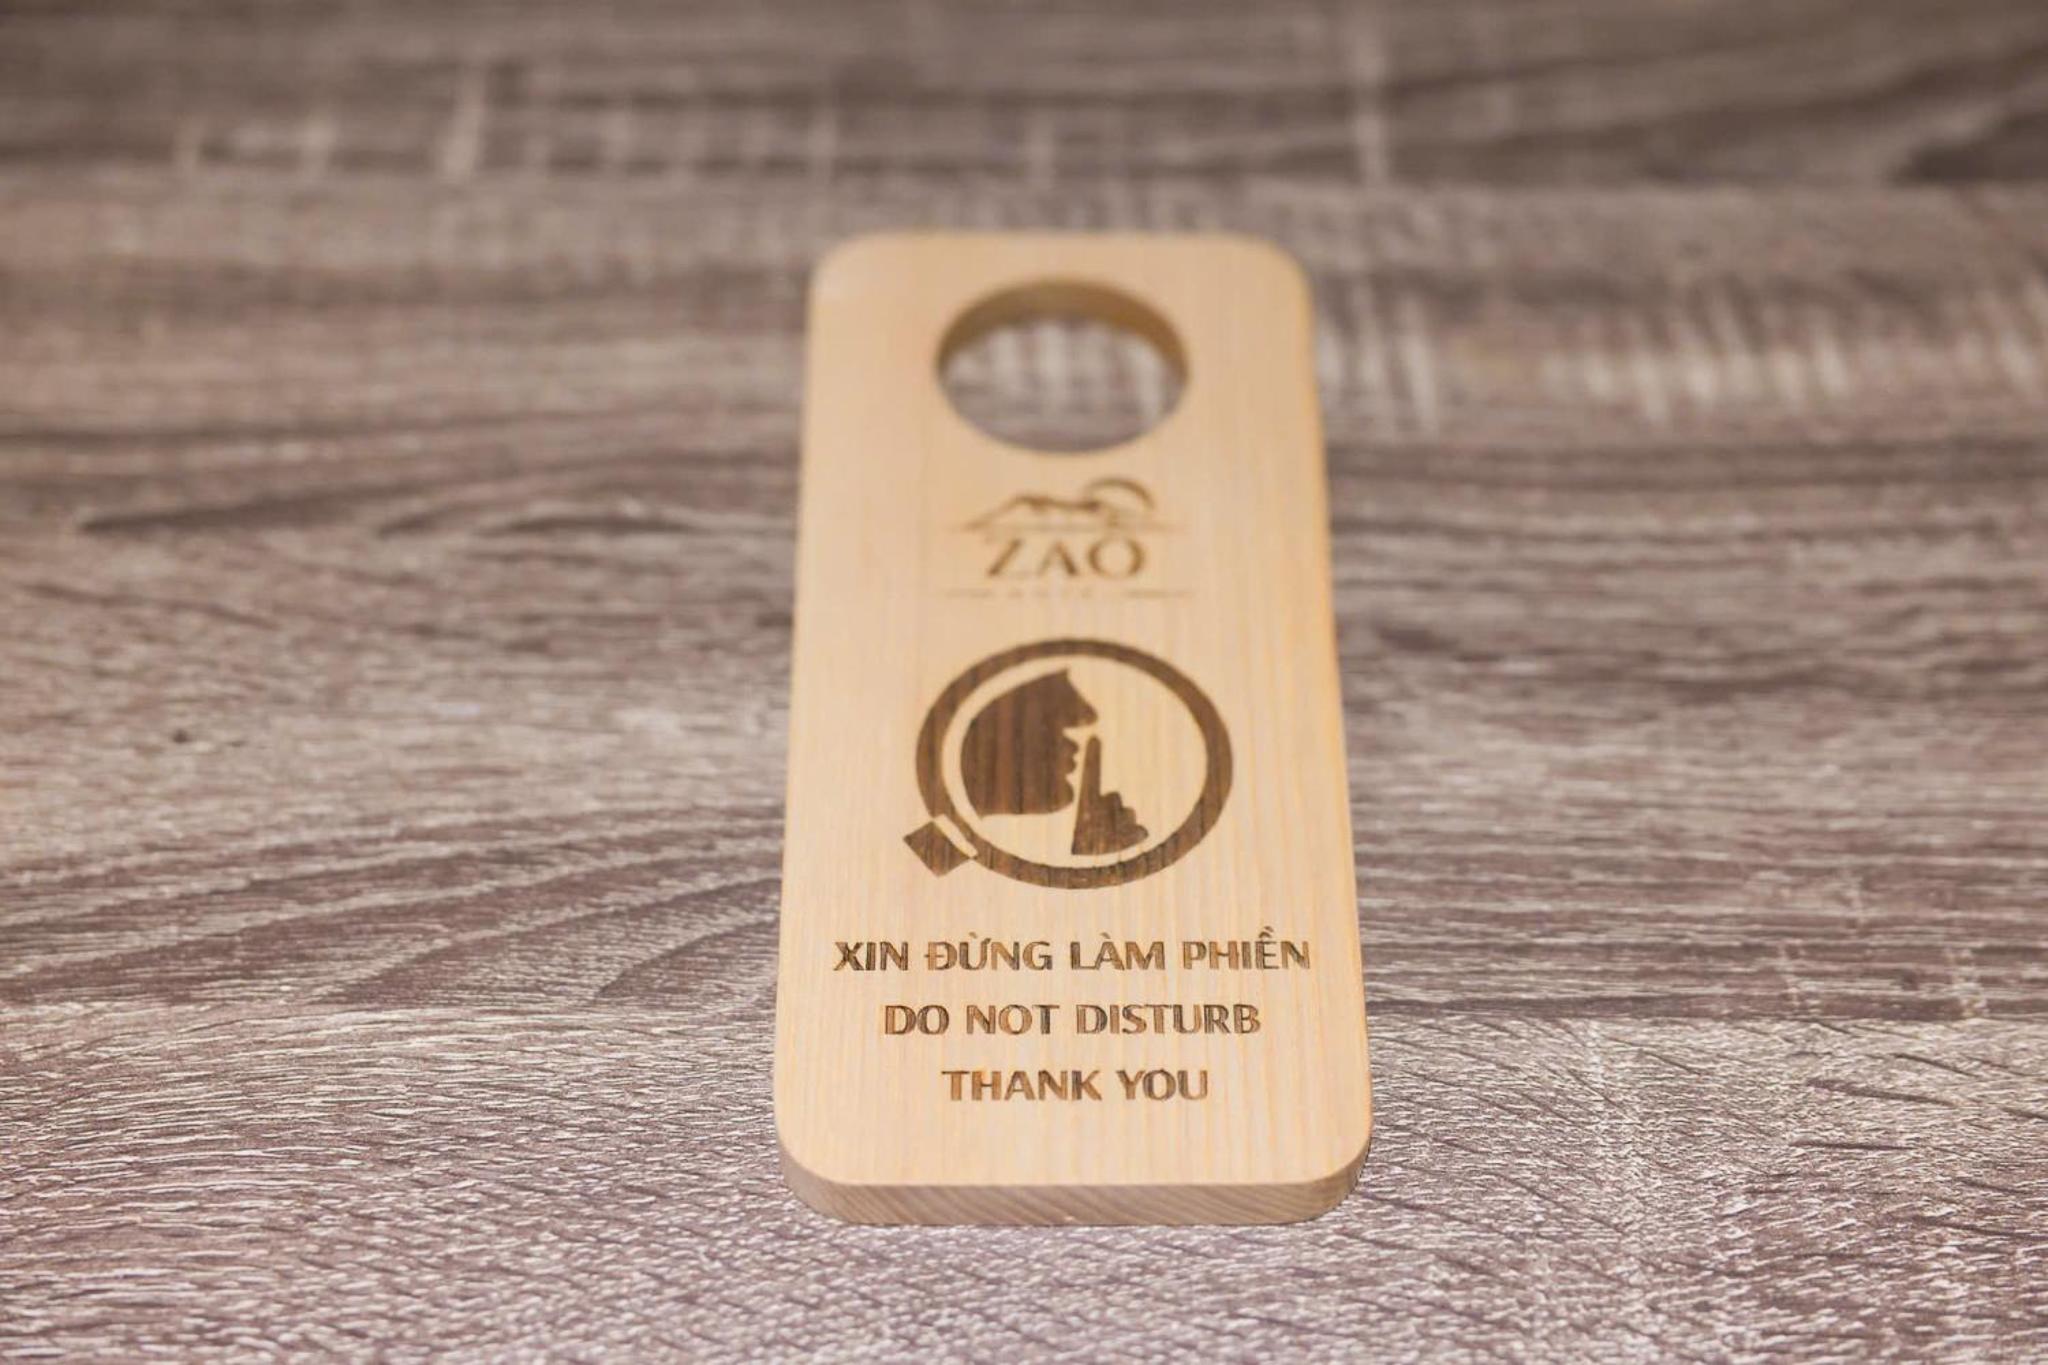 ZAO
XIN ĐỪNG LÀM PHIỀN
DO NOT DISTURB
THANK YOU